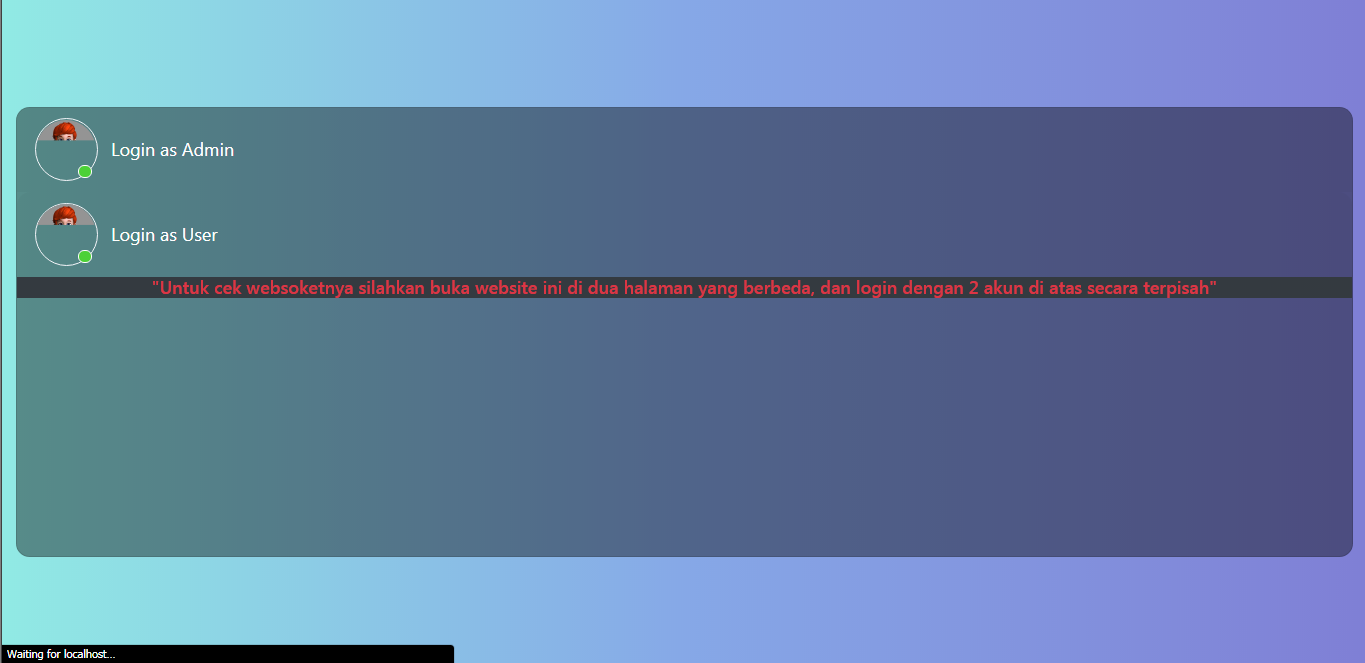 Login as Admin
Login as User
"Untuk cek websoketnya silahkan buka website ini di dua halaman yang berbeda, dan login dengan 2 akun di atas secara terpisah"
Waiting for localhost...